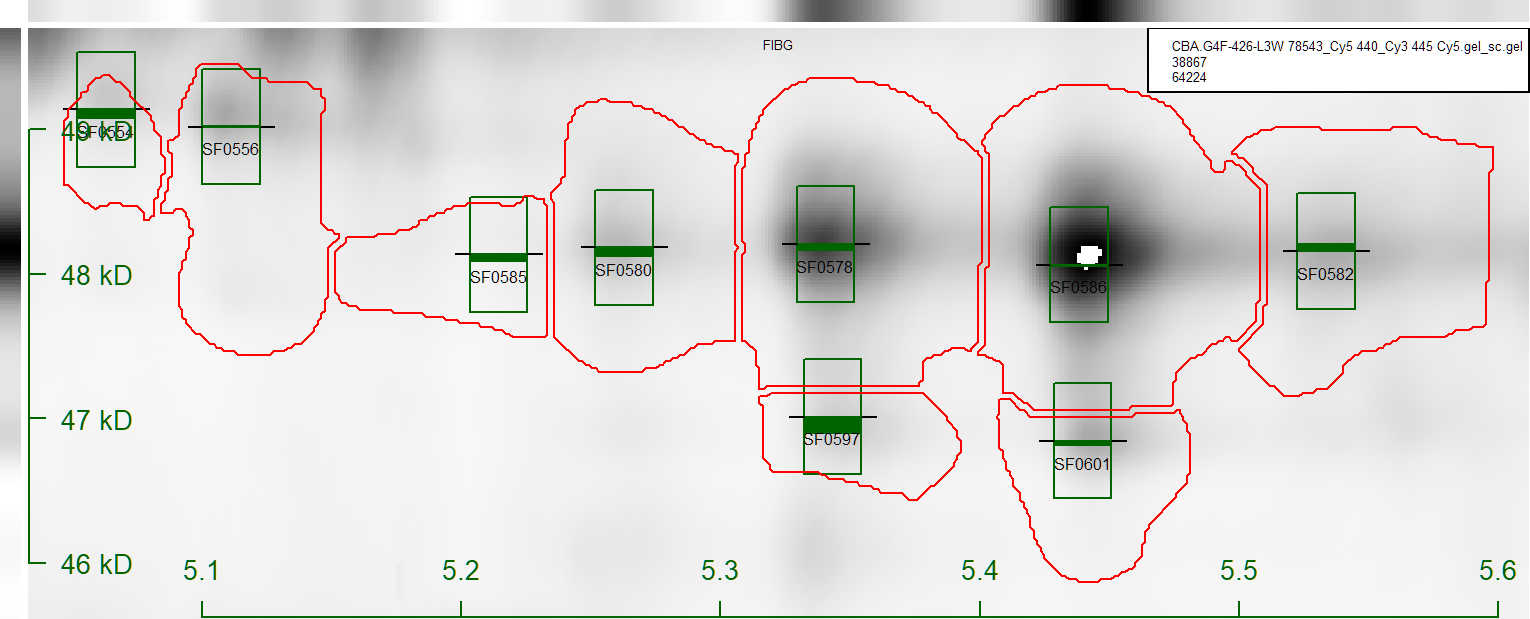 FIBG
CBA.G4F-426-L3W 78543_Cy5 440_Cy3 445 Cy5.gel_sc.gel
38867
64224
49 kD
SF0554
SF0556
SF0585
SF0580
SF0578
SF0586
SF0582
48 kD
47 kD
SF0597
SF0601
46 kD
5.1
5.2
5.3
5.4
5.5
5.6